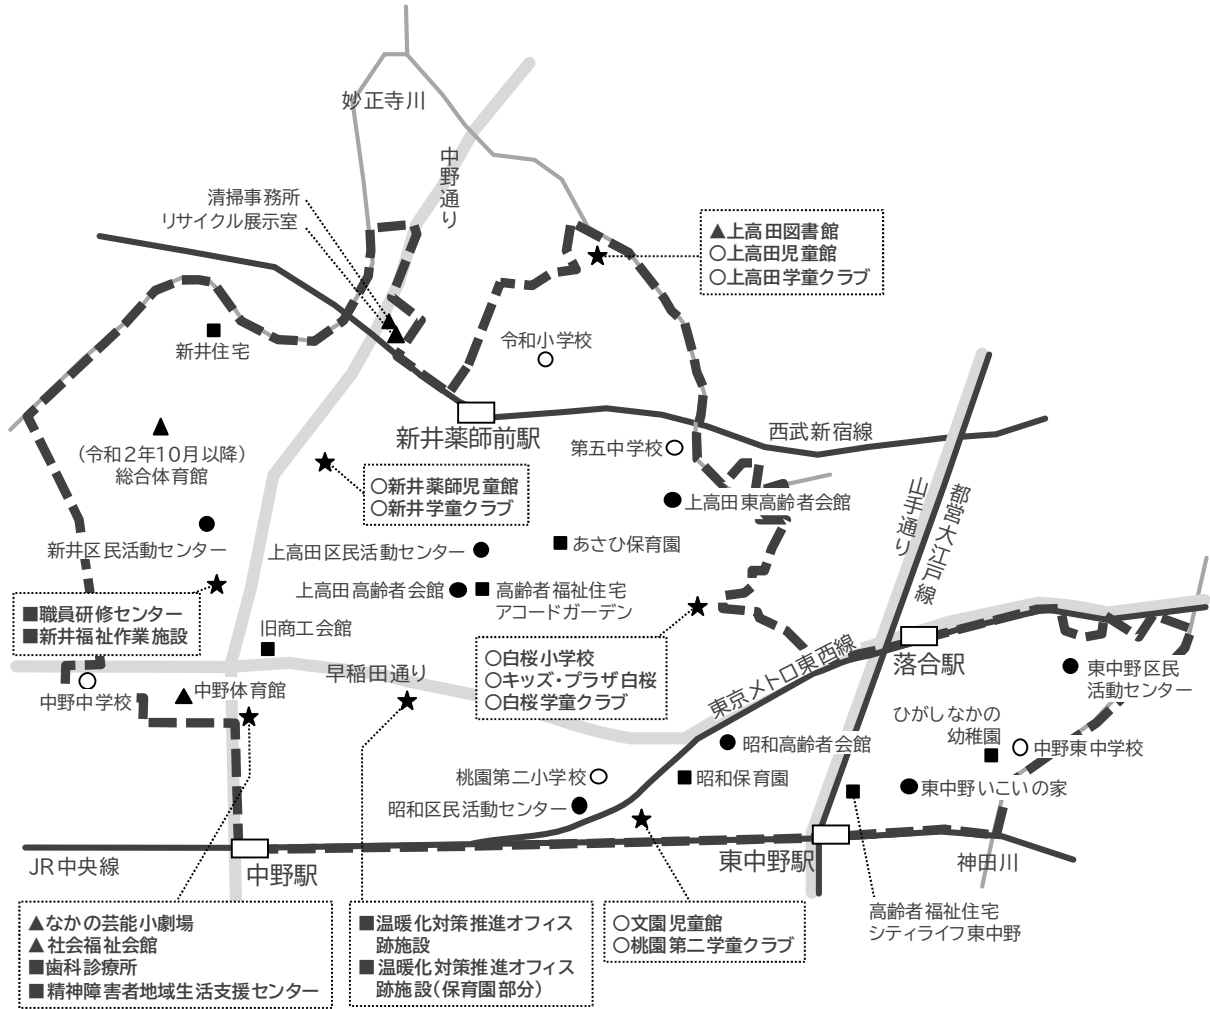 妙正寺川
中野通り
清掃事務所
リサイクル展示室
▲上高田図書館
○上高田児童館
○上高田学童クラブ
新井住宅
令和小学校
新井薬師前駅
西武新宿線
第五中学校
(令和2年10月以降)
総合体育館
○新井薬師児童館
○新井学童クラブ
上高田東高齢者会館
山手通り
都営大江戸線
新井区民活動センター
上高田区民活動センター
あさひ保育園
上高田高齢者会館
高齢者福祉住宅
アコードガーデン
■職員研修センター
■新井福祉作業施設
旧商工会館
早稲田通り
○白桜小学校
○キッズ・プラザ白桜
○白桜学童クラブ
東京メトロ東西線
落合駅
東中野区民
活動センター
中野中学校
中野体育館
ひがしなかの
幼稚園
中野東中学校
昭和高齢者会館
桃園第二小学校
昭和保育園
東中野いこいの家
昭和区民活動センター
JR中央線
中野駅
東中野駅
神田川
高齢者福祉住宅
シティライフ東中野
▲なかの芸能小劇場
▲社会福祉会館
■歯科診療所
■精神障害者地域生活支援センター
■温暖化対策推進オフィス
跡施設
■温暖化対策推進オフィス
跡施設(保育園部分)
○文園児童館
○桃園第二学童クラブ